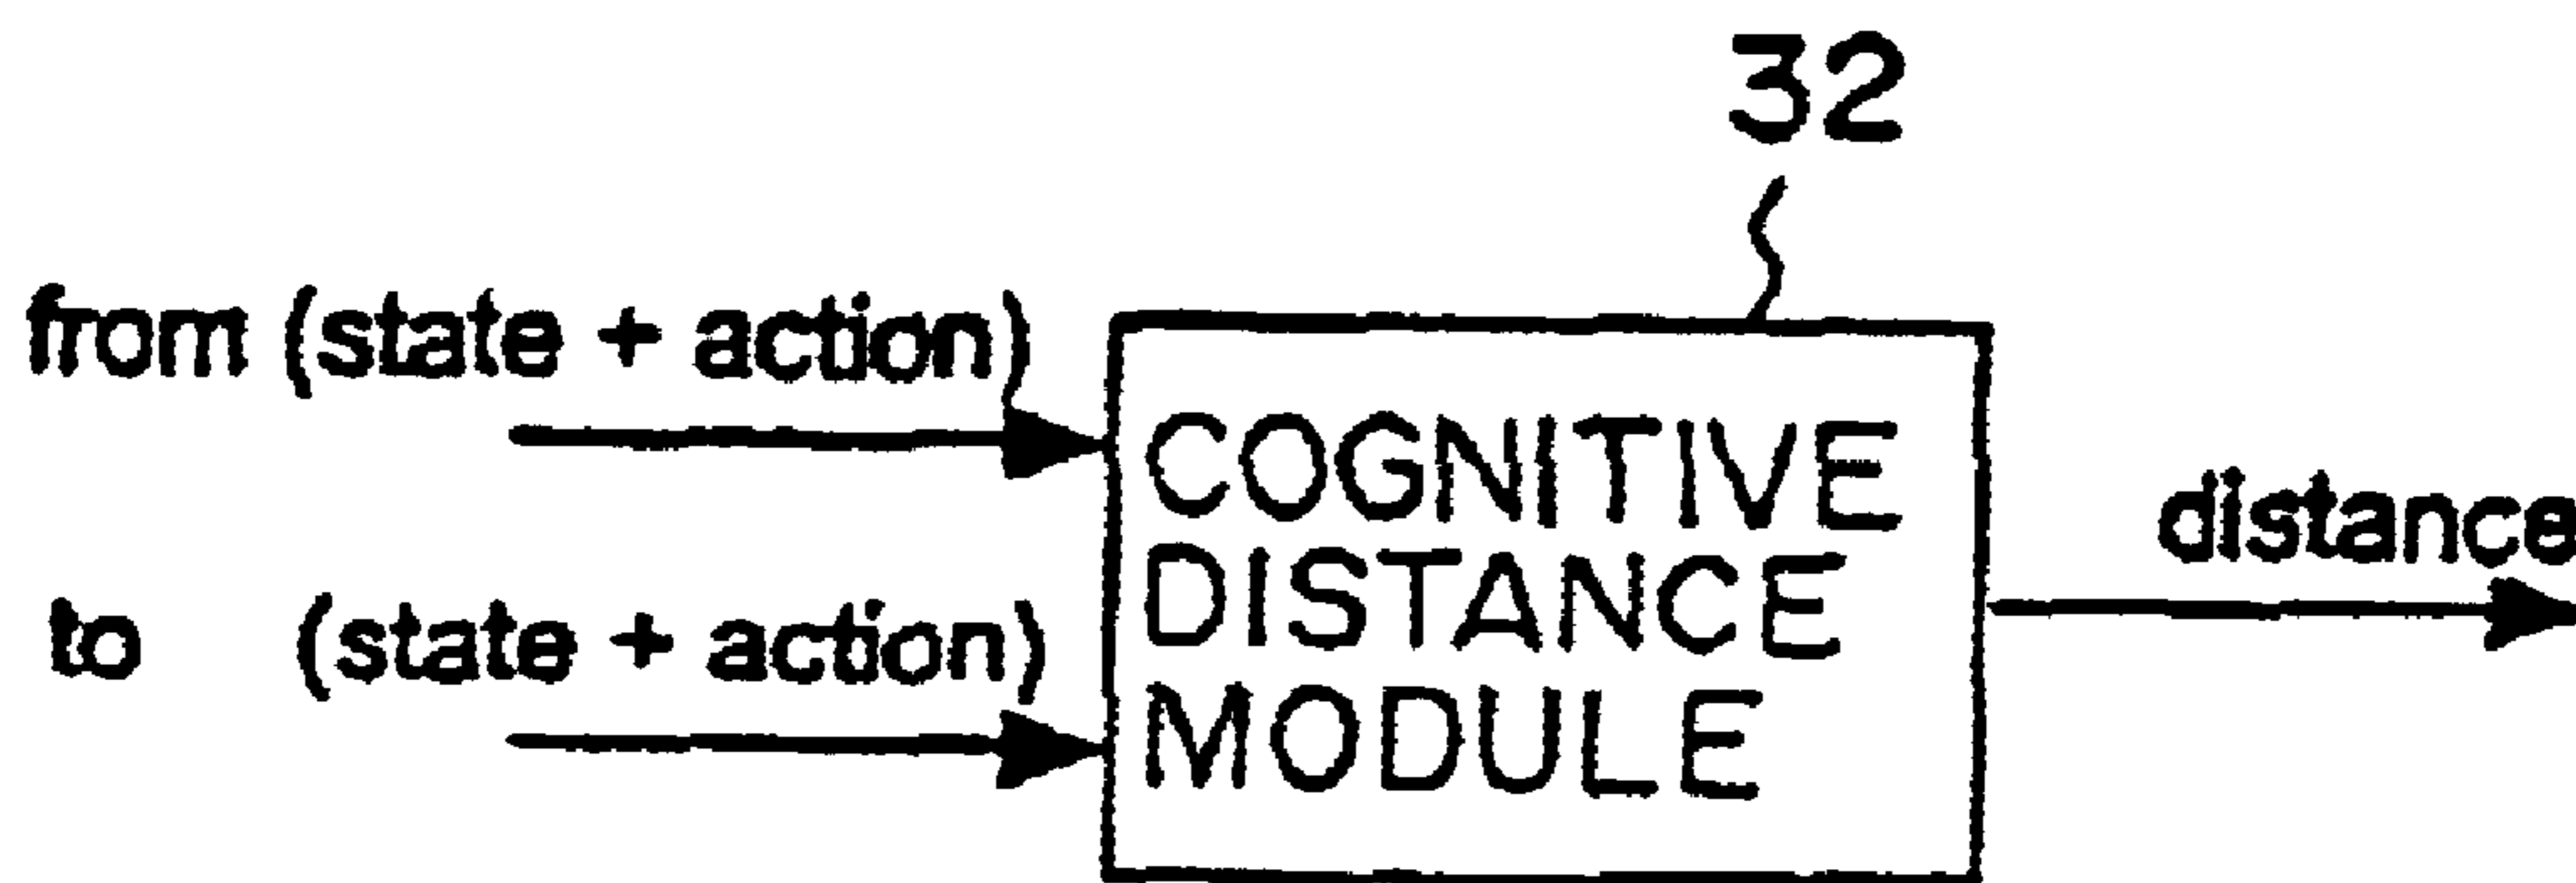 32
from (state + action)
COGNITIVE
DISTANCE
MODULE
to (state + action)
distance